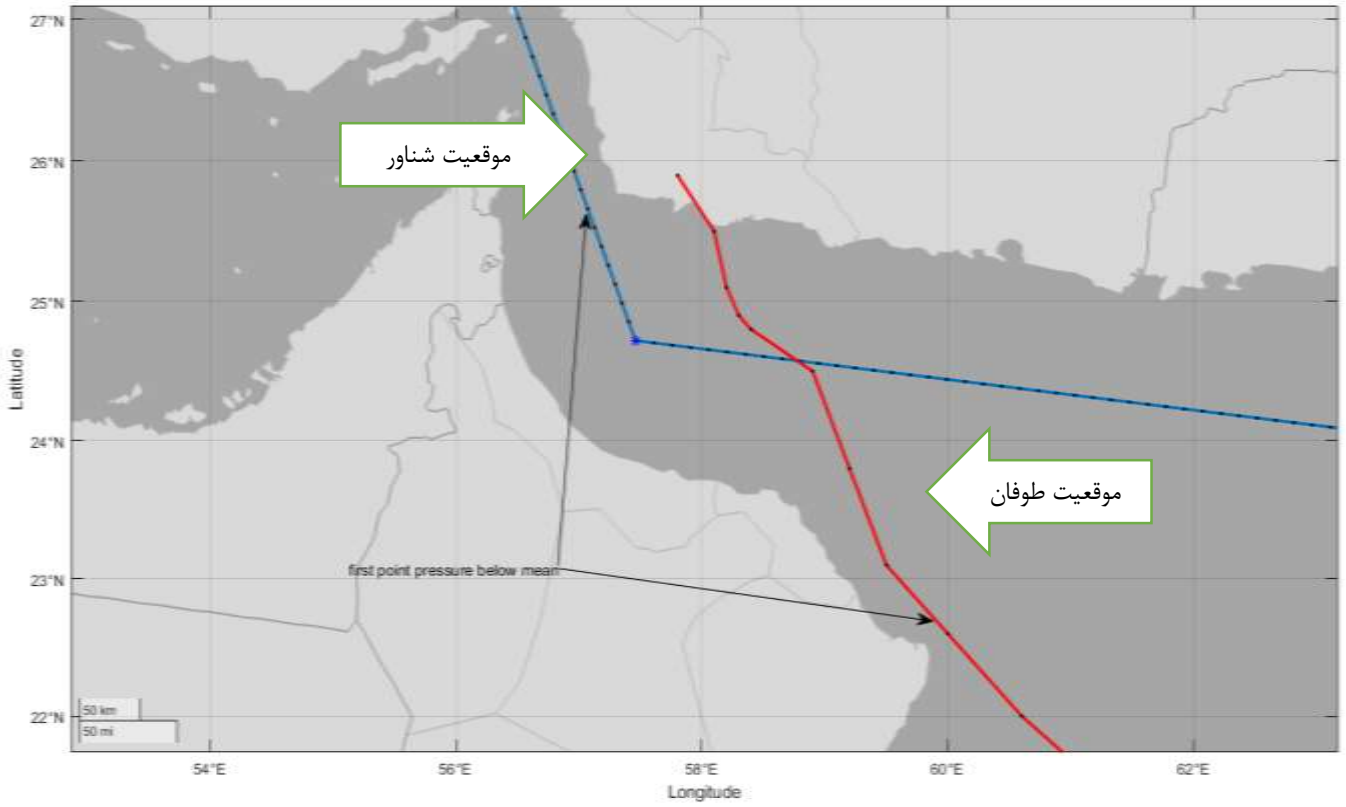 27°N
موقعیت شناور
26°N
25°N
Latitude
24°N
موقعیت طوفان
23°N
first point pressure below mean
22°N
50 km
50 mi
54°E
56°E
58°E
60°E
62°E
Longitude